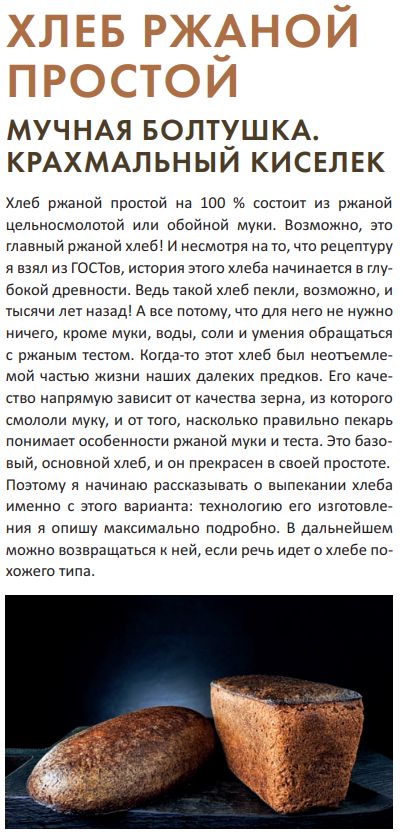 ХЛЕБ РЖАНОЙ
ПРОСТОЙ
МУЧНАЯ БОЛТУШКА.
КРАХМАЛЬНЫЙ КИСЕЛЕК
Хлеб ржаной простой на 100 % состоит из ржаной
цельносмолотой или обойной муки. Возможно, это
главный ржаной хлеб! И несмотря на то, что рецептуру
я взял из ГОСТов, история этого хлеба начинается в глу-
бокой древности. Ведь такой хлеб пекли, возможно, и
тысячи лет назад! А все потому, что для него не нужно
ничего, кроме муки, воды, соли и умения обращаться
с ржаным тестом. Когда-то этот хлеб был неотъемле-
мой частью жизни наших далеких предков. Его каче-
ство напрямую зависит от качества зерна, из которого
смололи муку, и от того, насколько правильно пекарь
понимает особенности ржаной муки и теста. Это базо-
вый, основной хлеб, и он прекрасен в своей простоте.
Поэтому я начинаю рассказывать о выпекании хлеба
именно с этого варианта: технологию его изготовле-
ния я опишу максимально подробно. В дальнейшем
можно возвращаться к ней, если речь идет о хлебе по-
хожего типа.